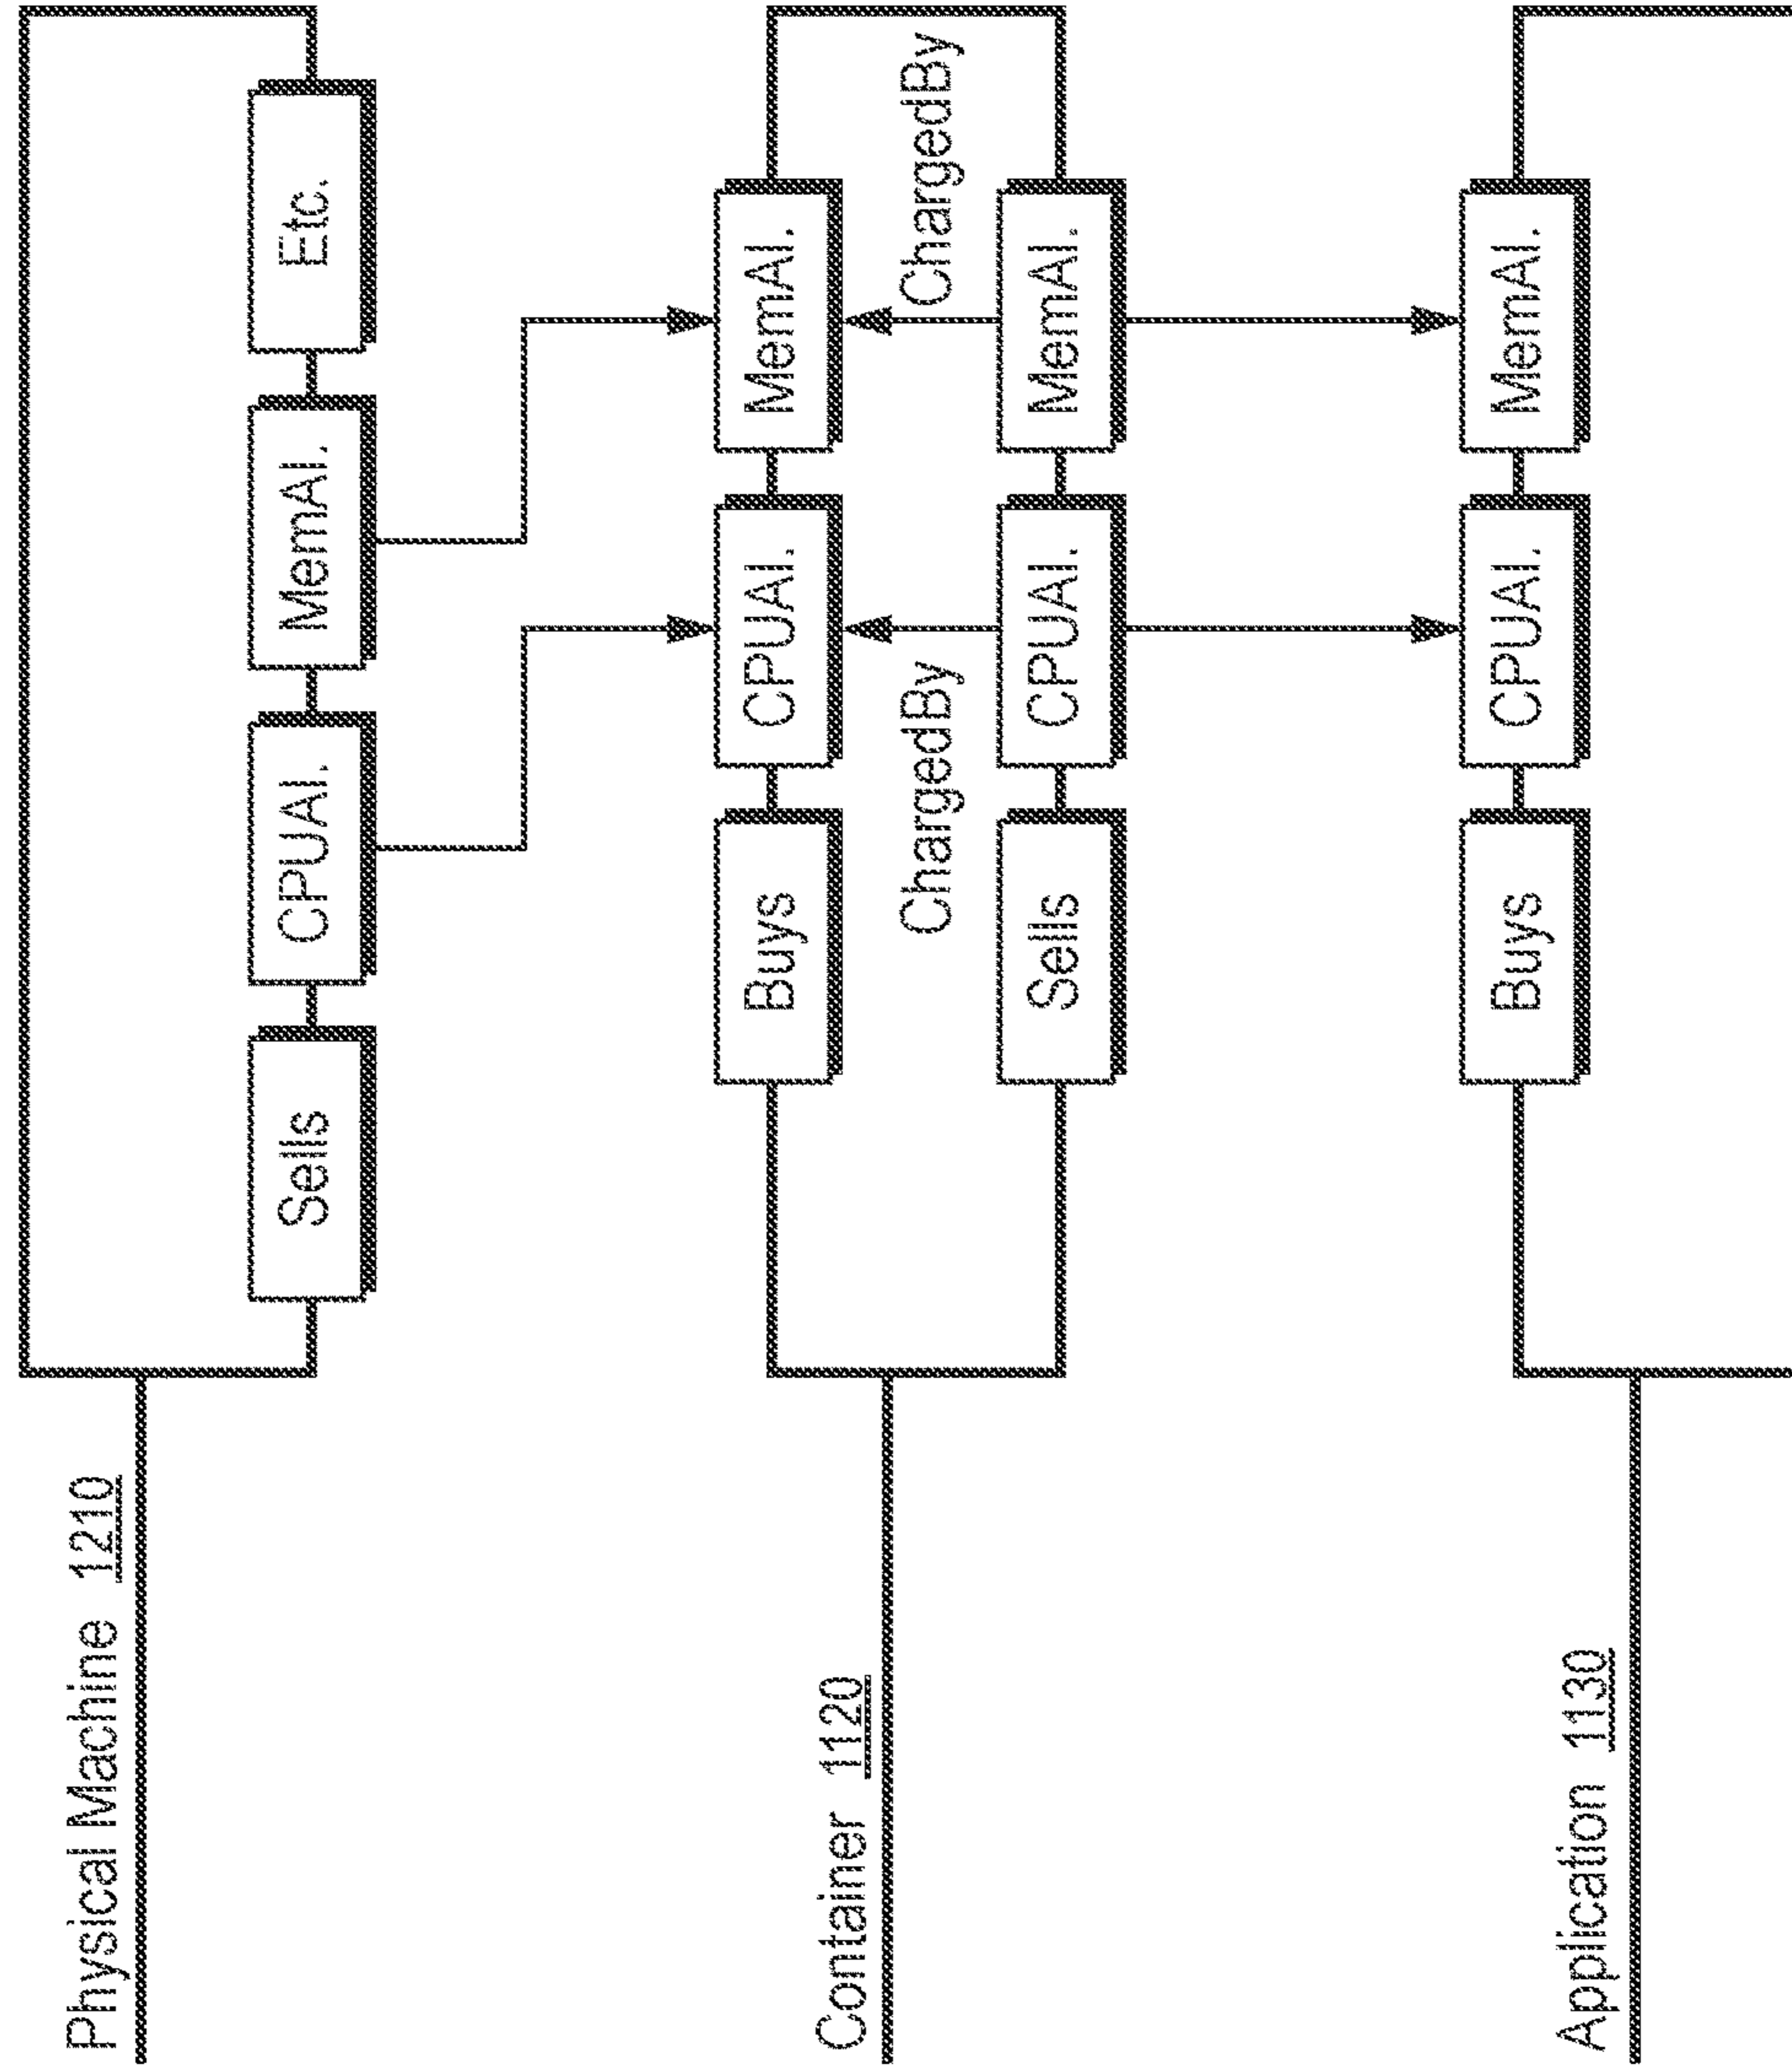 Physical Machine 1210
Sells CPUAl. MemAl. Etc.
Container 1120
Buys CPUAl. MemAl.
ChargedBy ChargedBy
Sells CPUAl. MemAl.
Application 1130
Buys CPUAl. MemAl.